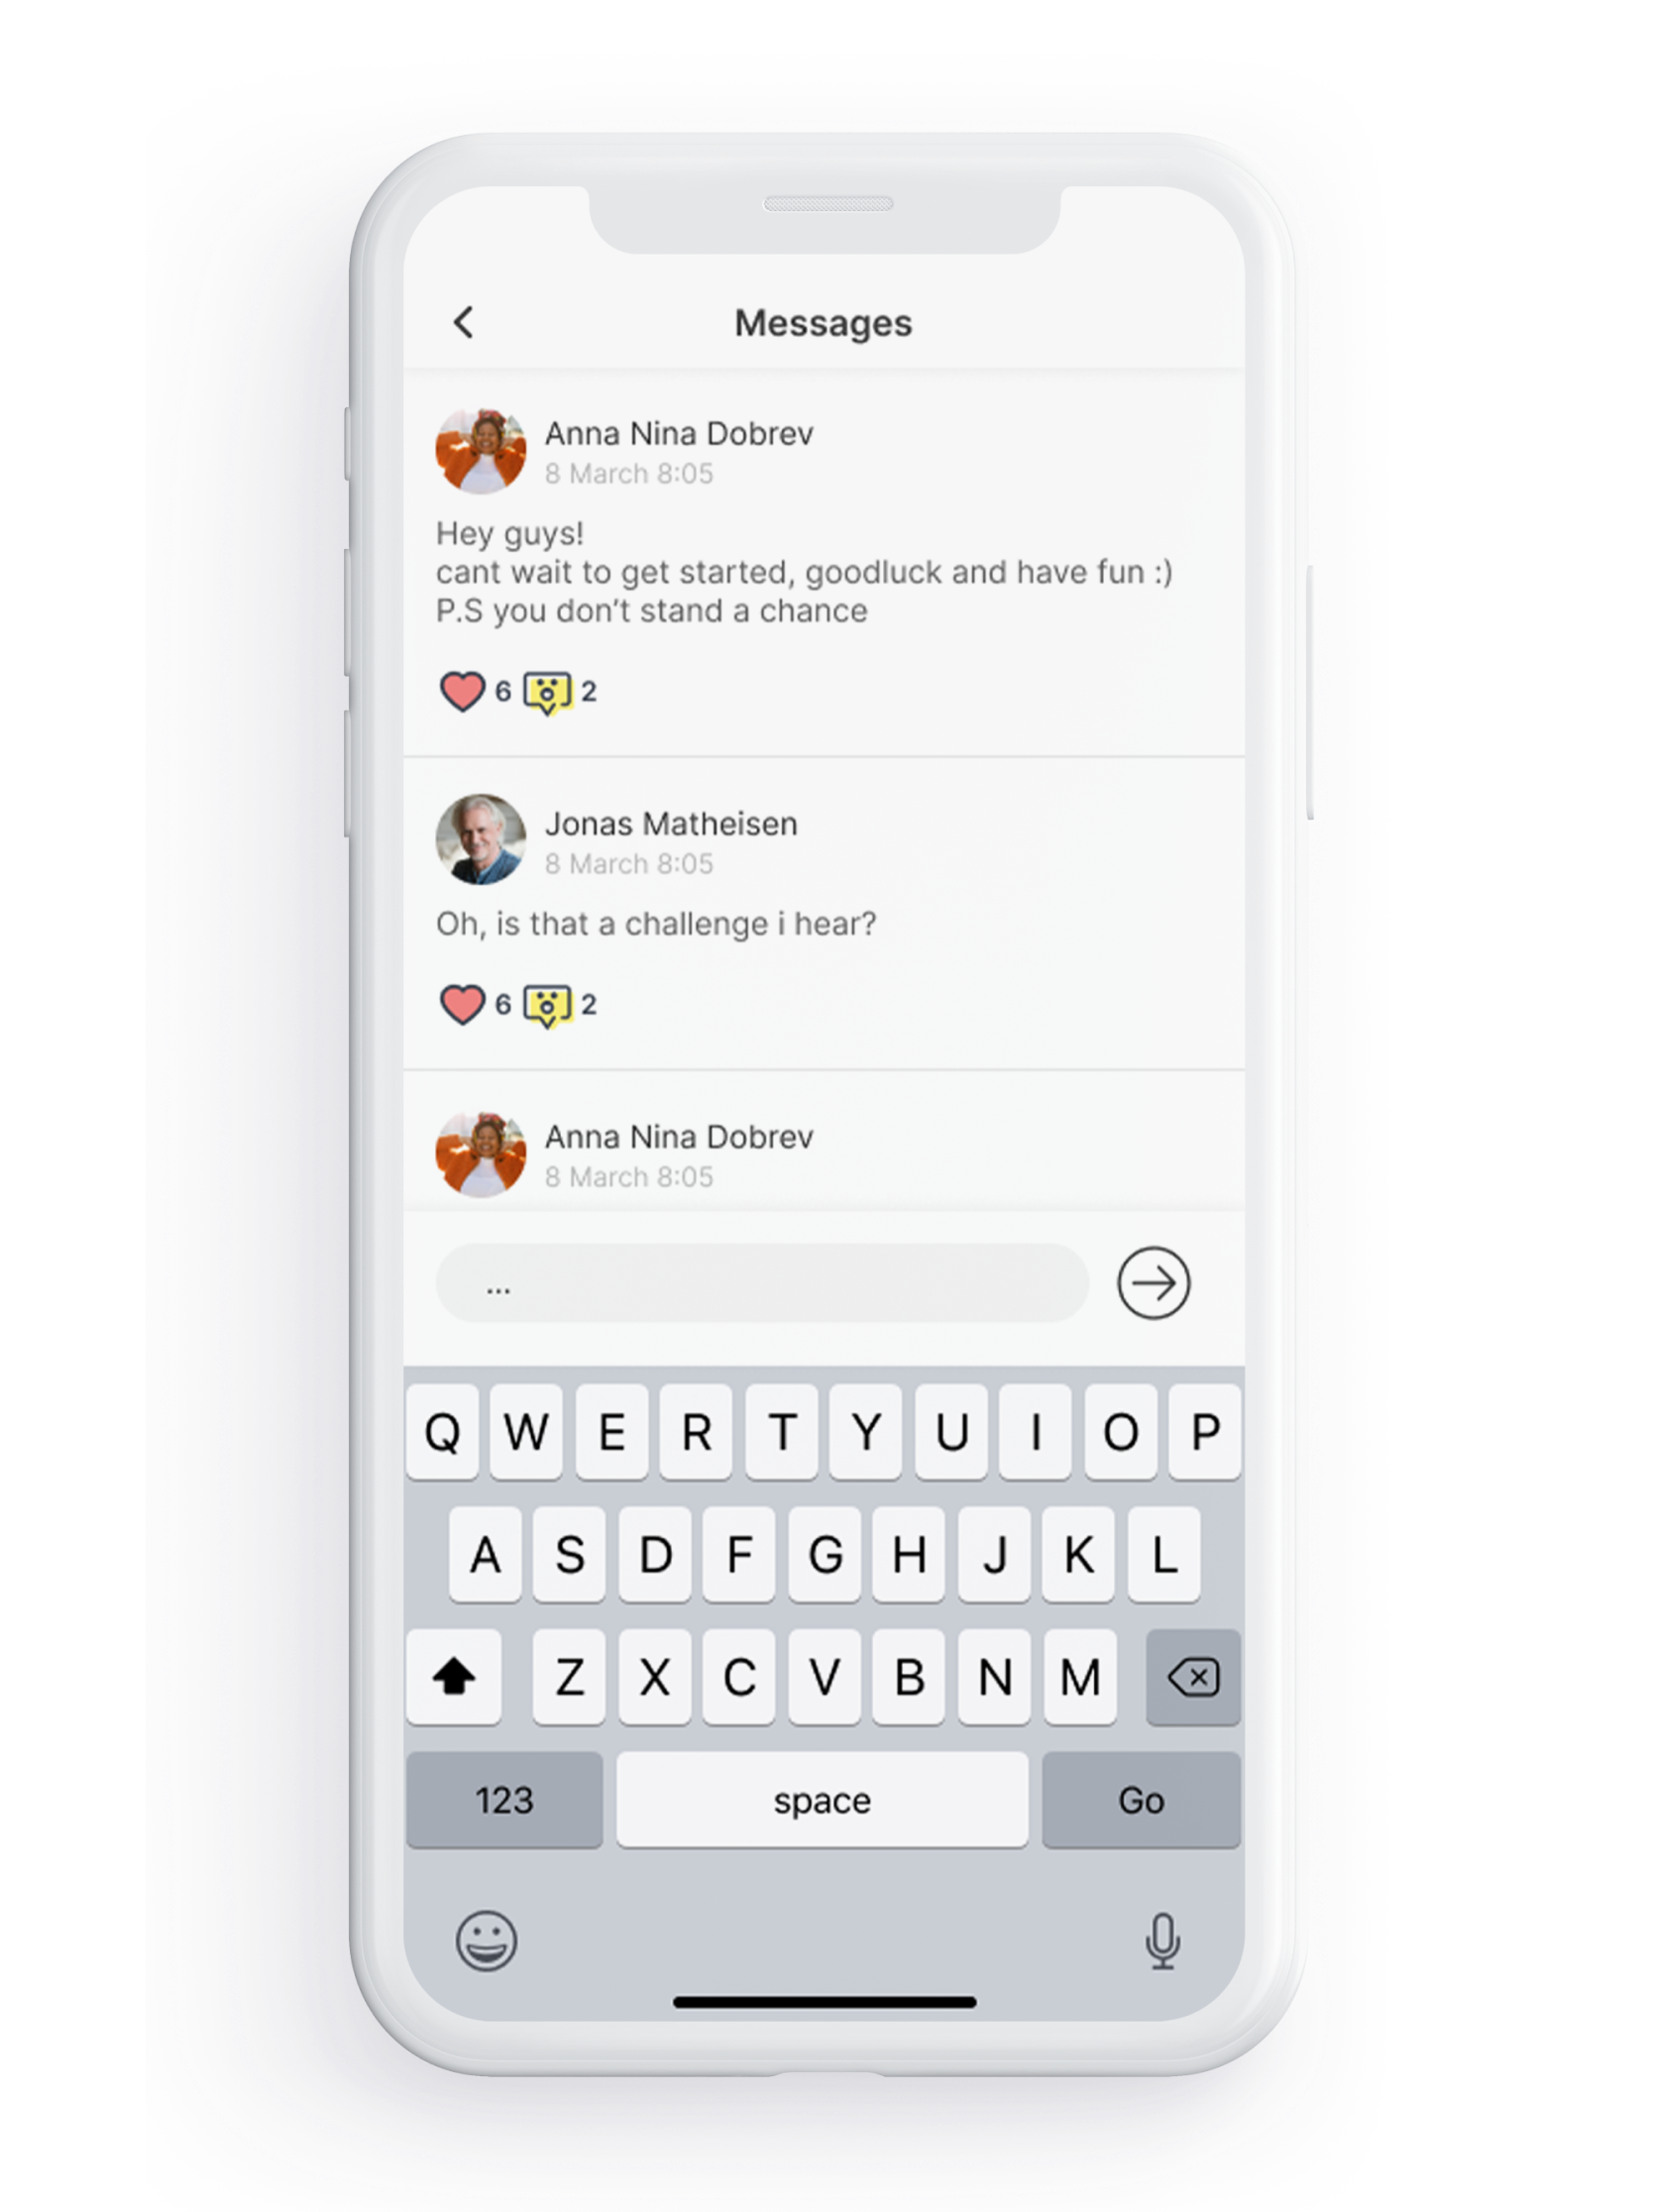 Messages
Anna Nina Dobrev
8 March 8:05
Hey guys!
cant wait to get started, goodluck and have fun :)
P.S you don't stand a chance
6 2
Jonas Matheisen
8 March 8:05
Oh, is that a challenge i hear?
6 2
Anna Nina Dobrev
8 March 8:05
...
Q W E R T Y U I O P
A S D F G H J K L
Z X C V B N M
123 space Go